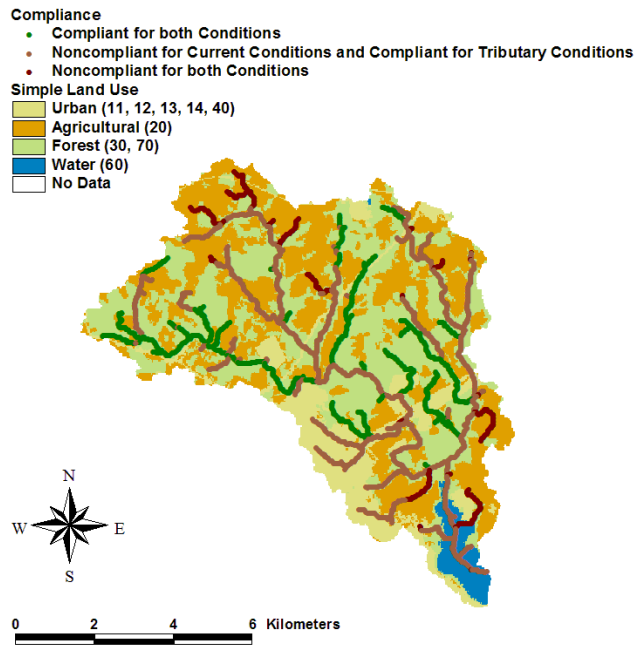 Compliance
Compliant for both Conditions
Noncompliant for Current Conditions and Compliant for Tributary Conditions
Noncompliant for both Conditions
Simple Land Use
Urban (11, 12, 13, 14, 40)
Agricultural (20)
Forest (30, 70)
Water (60)
No Data
N
W E
S
0 2 4 6 Kilometers